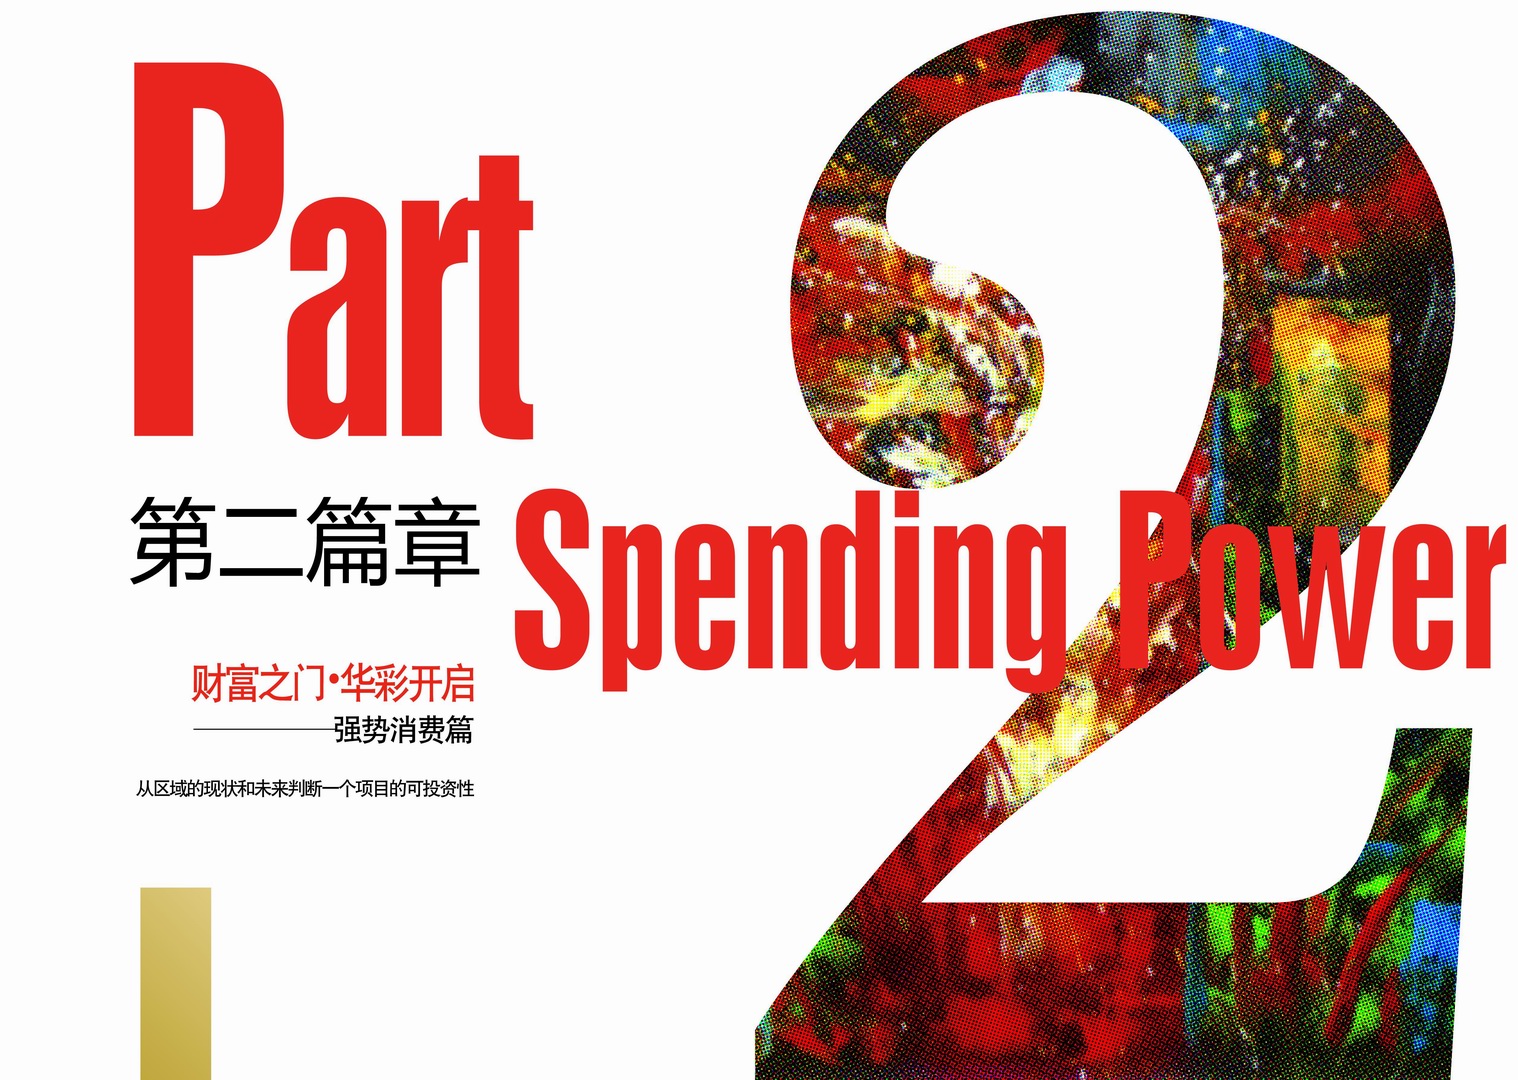 Part 2
第二篇章
Spending Power
财富之门·华彩开启
————强势消费篇
从区域的现状和未来判断一个项目的可投资性